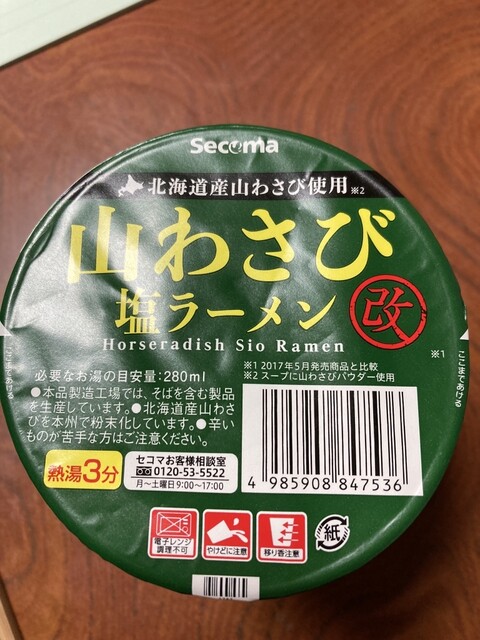 Secoma
北海道産山わさび使用※2
山わさび
塩ラーメン 改 ※1
Horseradish Sio Ramen
必要なお湯の目安量:280ml
●本品製造工場では、そばを含む製品
を生産しています。●北海道産山わさ
びを本州で粉末化しています。●辛い
ものが苦手な方はご注意ください。
※1 2017年5月発売商品と比較
※2 スープに山わさびパウダー使用
ここまであける
ここまであける
熱湯3分
セコマお客様相談室
0120-53-5522
月～土曜日9:00-17:00
4 985908 847536
電子レンジ
調理不可
やけどに注意
移り香注意
紙